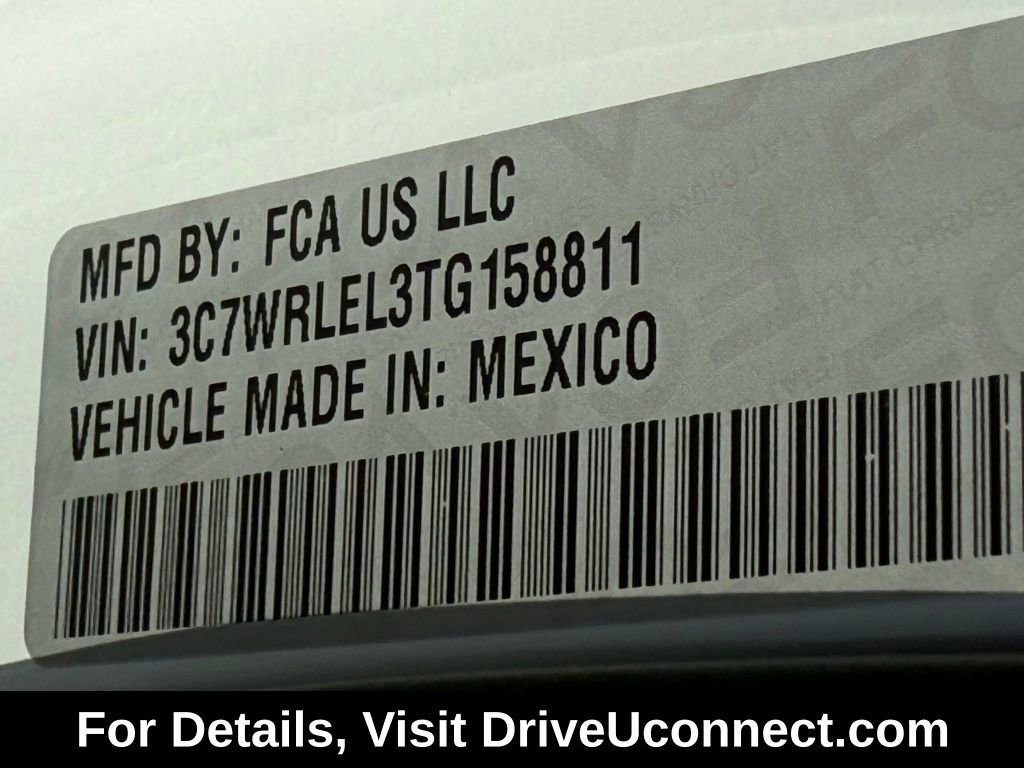 MFD BY: FCA US LLC
VIN: 3C7WRLEL3TG158811
VEHICLE MADE IN: MEXICO
For Details, Visit DriveUconnect.com